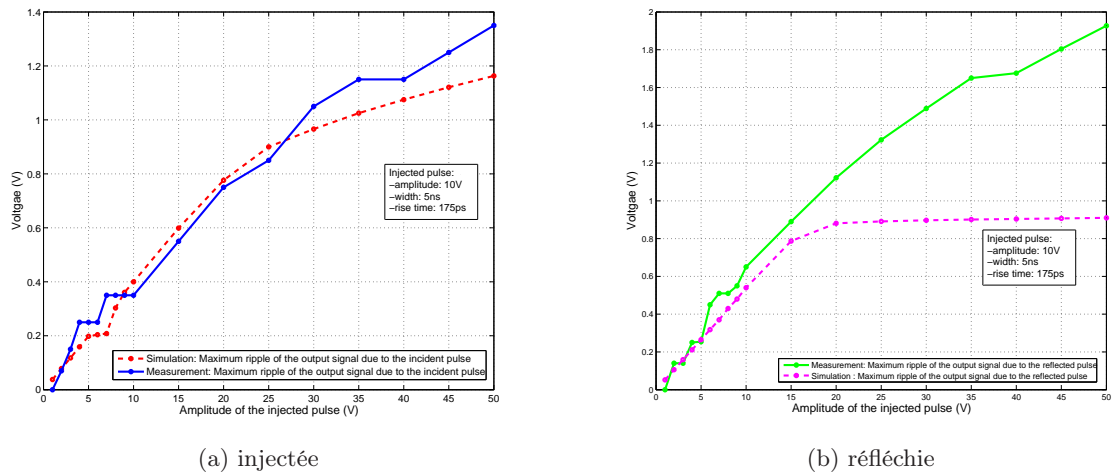 1.4
1.2
1
0.8
0.6
0.4
0.2
0
Voltgae (V)
0 5 10 15 20 25 30 35 40 45 50
Amplitude of the injected pulse (V)
Injected pulse:
−amplitude: 10V
−width: 5ns
−rise time: 175ps
Simulation: Maximum ripple of the output signal due to the incident pulse
Measurement: Maximum ripple of the output signal due to the incident pulse
(a) injectée
2
1.8
1.6
1.4
1.2
1
0.8
0.6
0.4
0.2
0
Voltgae (V)
0 5 10 15 20 25 30 35 40 45 50
Amplitude of the injected pulse (V)
Injected pulse:
−amplitude: 10V
−width: 5ns
−rise time: 175ps
Measurement: Maximum ripple of the output signal due to the reflected pulse
Simulation : Maximum ripple of the output signal due to the reflected pulse
(b) réfléchie